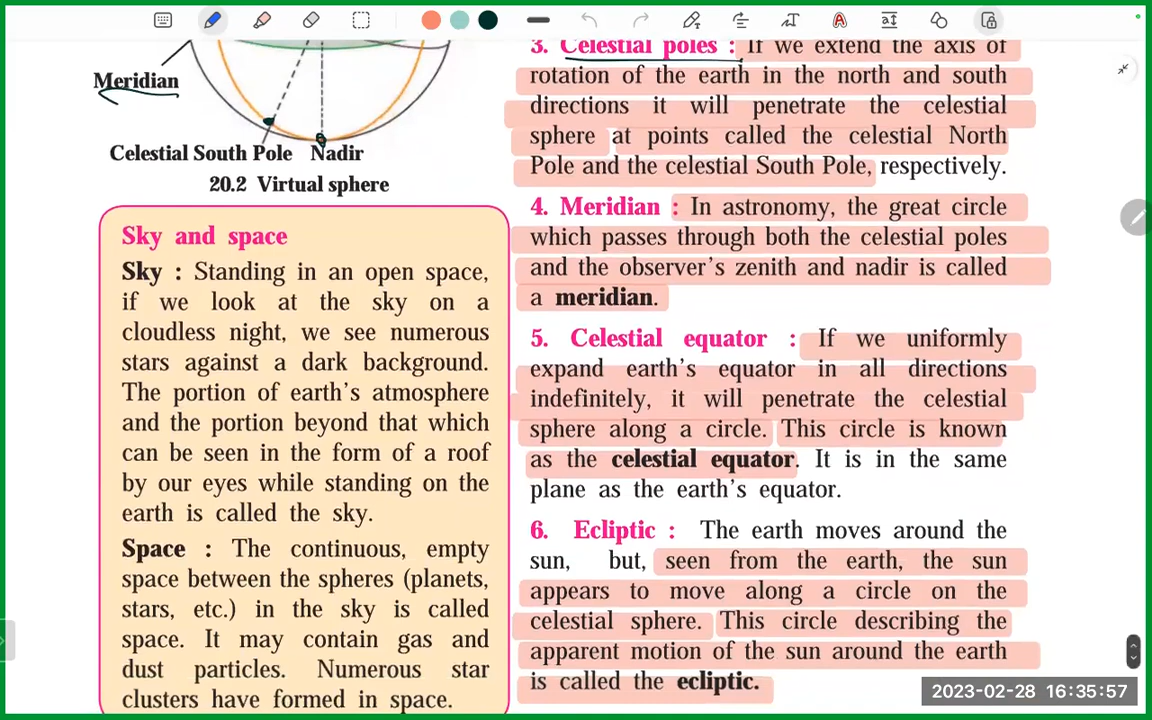 Meridian
Celestial South Pole Nadir
20.2 Virtual sphere
Sky and space
Sky : Standing in an open space,
if we look at the sky on a
cloudless night, we see numerous
stars against a dark background.
The portion of earth's atmosphere
and the portion beyond that which
can be seen in the form of a roof
by our eyes while standing on the
earth is called the sky.
Space : The continuous, empty
space between the spheres (planets,
stars, etc.) in the sky is called
space. It may contain gas and
dust particles. Numerous star
clusters have formed in space.
3. Celestial poles : If we extend the axis of
rotation of the earth in the north and south
directions it will penetrate the celestial
sphere at points called the celestial North
Pole and the celestial South Pole, respectively.
4. Meridian : In astronomy, the great circle
which passes through both the celestial poles
and the observer's zenith and nadir is called
a meridian.
5. Celestial equator : If we uniformly
expand earth's equator in all directions
indefinitely, it will penetrate the celestial
sphere along a circle. This circle is known
as the celestial equator. It is in the same
plane as the earth's equator.
6. Ecliptic : The earth moves around the
sun, but, seen from the earth, the sun
appears to move along a circle on the
celestial sphere. This circle describing the
apparent motion of the sun around the earth
is called the ecliptic.
2023-02-28 16:35:57